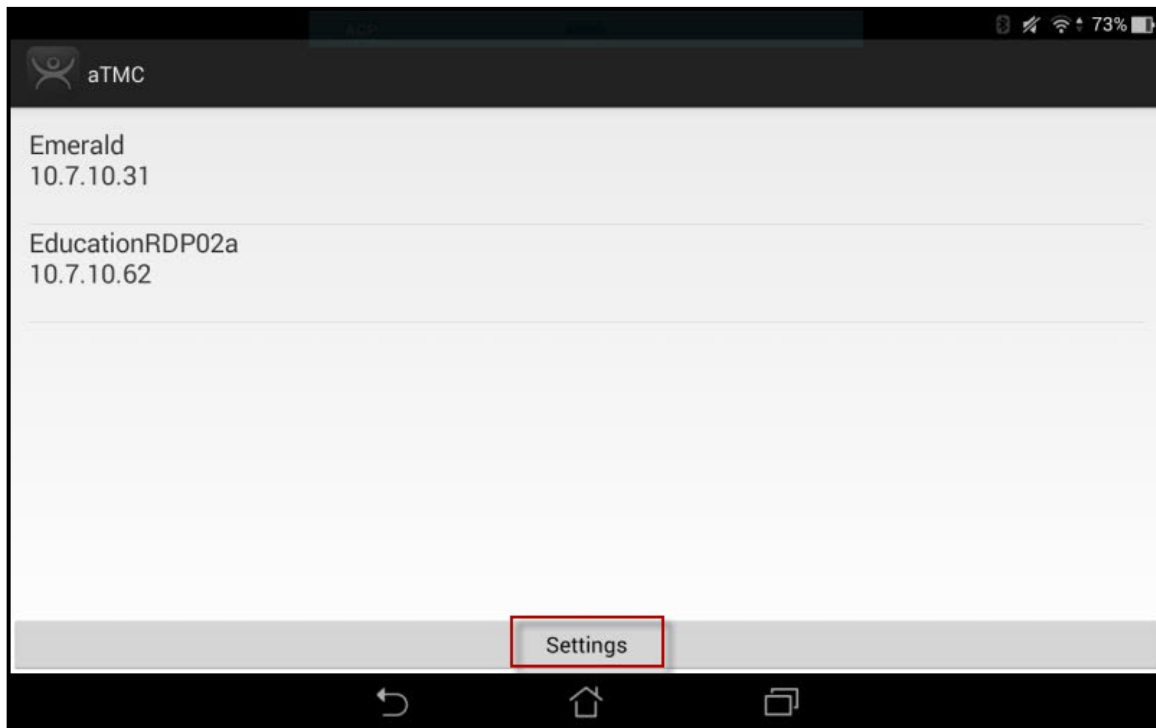 73%
aTMC
Emerald
10.7.10.31
EducationRDP02a
10.7.10.62
Settings